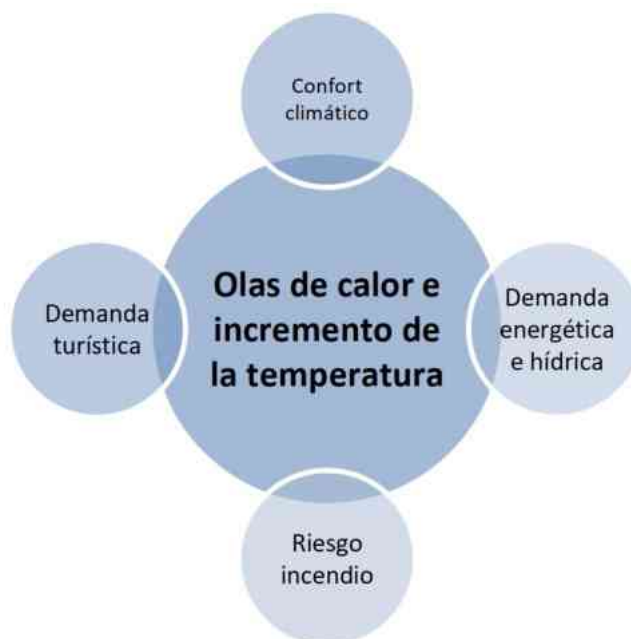 Confort
climático
Demanda
turística
Olas de calor e
incremento de
la temperatura
Demanda
energética
e hídrica
Riesgo
incendio